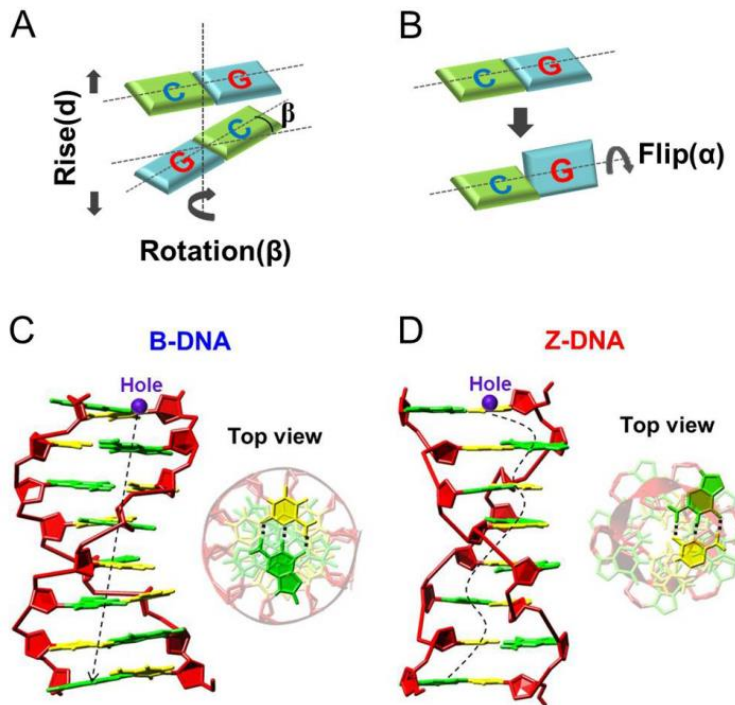 A
Rise(d)
C
G
G
C
β
Rotation(β)
B
C
G
C
G
Flip(α)
C
B-DNA
Hole
Top view
D
Z-DNA
Hole
Top view